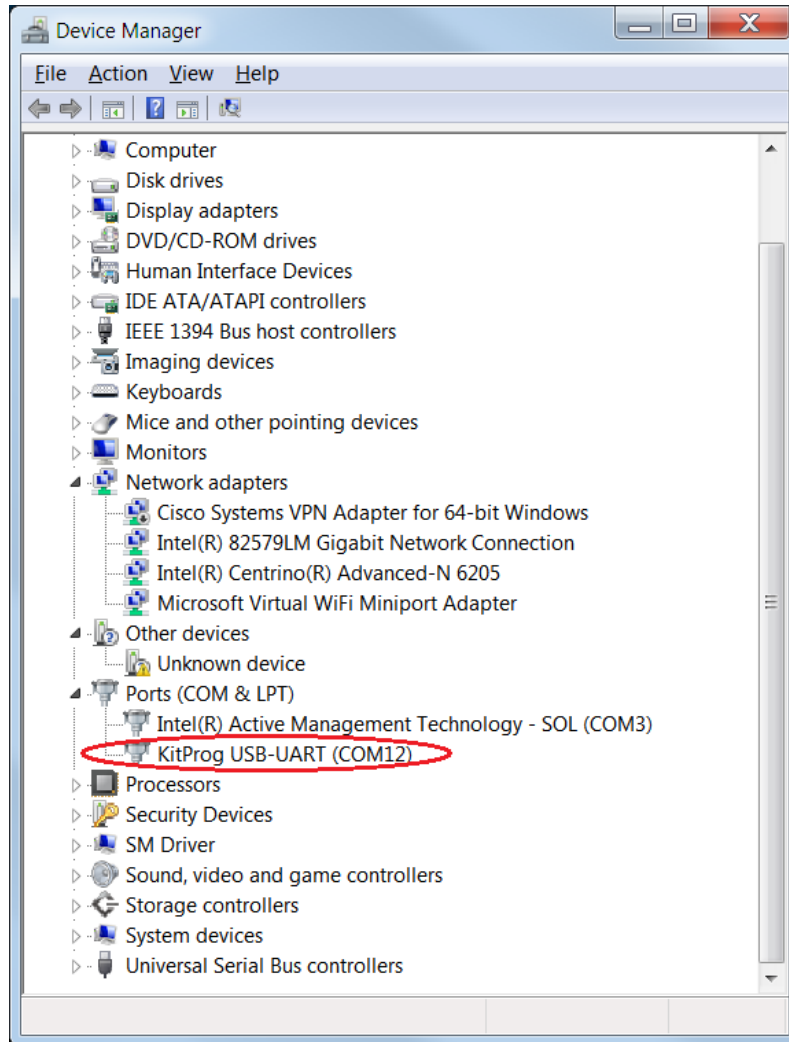 Device Manager
File Action View Help
Computer
Disk drives
Display adapters
DVD/CD-ROM drives
Human Interface Devices
IDE ATA/ATAPI controllers
IEEE 1394 Bus host controllers
Imaging devices
Keyboards
Mice and other pointing devices
Monitors
Network adapters
Cisco Systems VPN Adapter for 64-bit Windows
Intel(R) 82579LM Gigabit Network Connection
Intel(R) Centrino(R) Advanced-N 6205
Microsoft Virtual WiFi Miniport Adapter
Other devices
Unknown device
Ports (COM & LPT)
Intel(R) Active Management Technology - SOL (COM3)
KitProg USB-UART (COM12)
Processors
Security Devices
SM Driver
Sound, video and game controllers
Storage controllers
System devices
Universal Serial Bus controllers